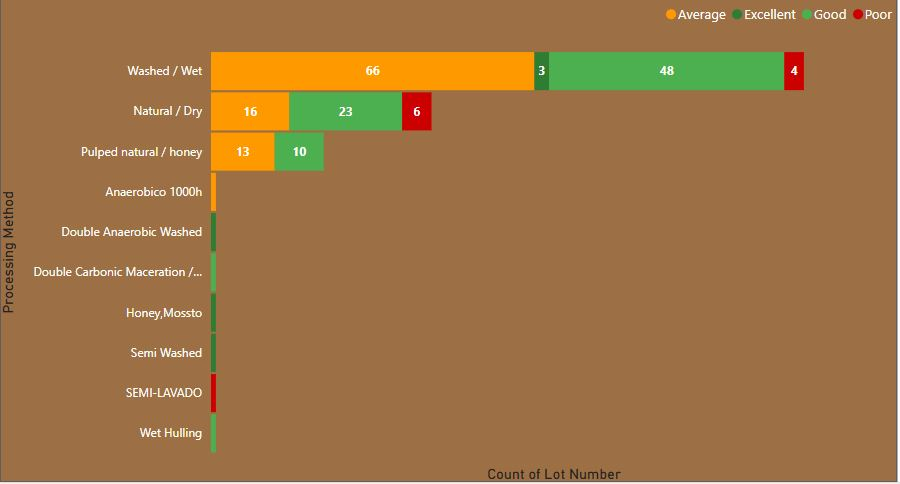 Average Excellent Good Poor
Washed / Wet 66 3 48 4
Natural / Dry 16 23 6
Pulped natural / honey 13 10
Anaerobico 1000h
Double Anaerobic Washed
Double Carbonic Maceration /...
Honey,Mossto
Semi Washed
SEMI-LAVADO
Wet Hulling
Processing Method
Count of Lot Number